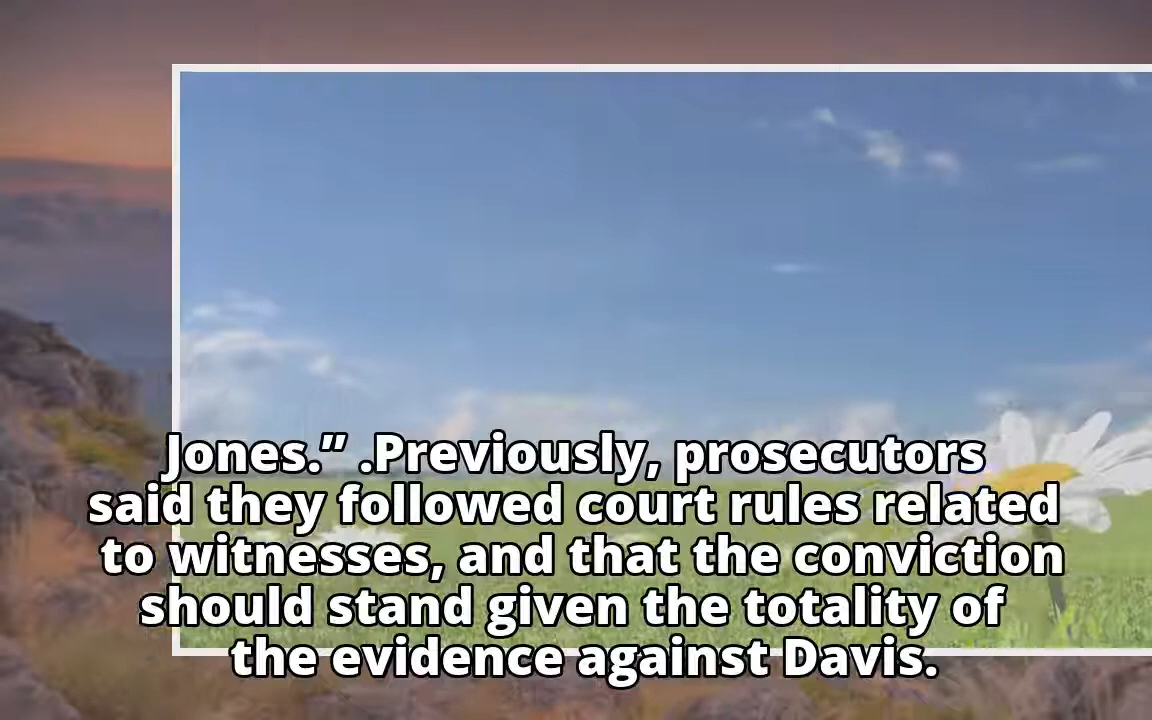 Jones.” .Previously, prosecutors
said they followed court rules related
to witnesses, and that the conviction
should stand given the totality of
the evidence against Davis.